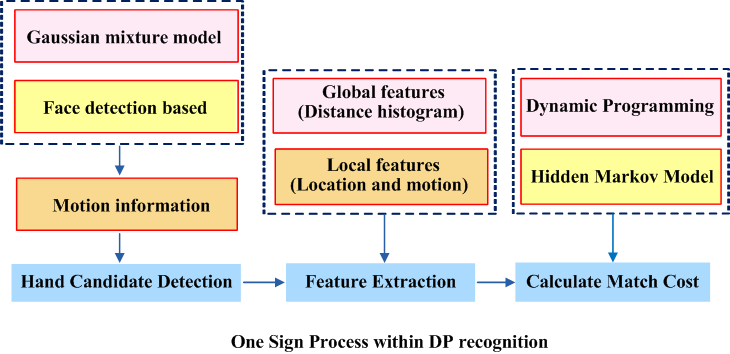 Gaussian mixture model
Face detection based
Motion information
Hand Candidate Detection
Global features
(Distance histogram)
Local features
(Location and motion)
Feature Extraction
Dynamic Programming
Hidden Markov Model
Calculate Match Cost
One Sign Process within DP recognition